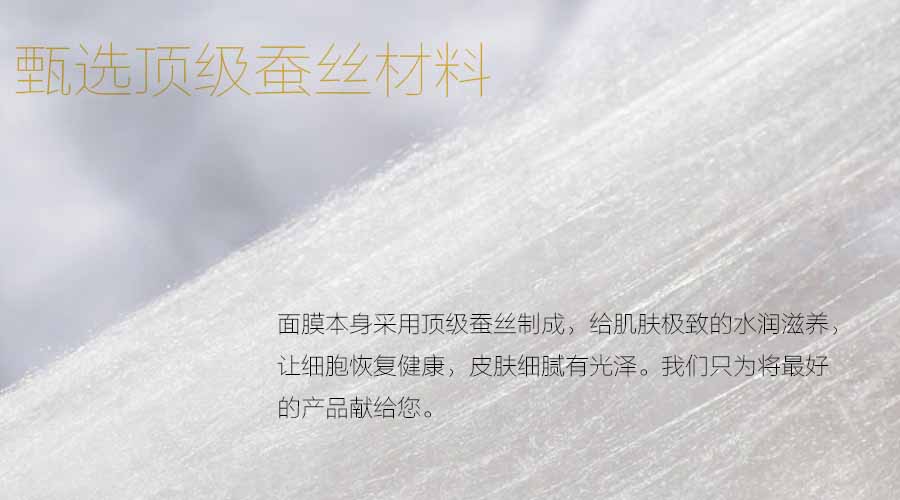 甄选顶级蚕丝材料
面膜本身采用顶级蚕丝制成，给肌肤极致的水润滋养，
让细胞恢复健康，皮肤细腻有光泽。我们只为将最好
的产品献给您。